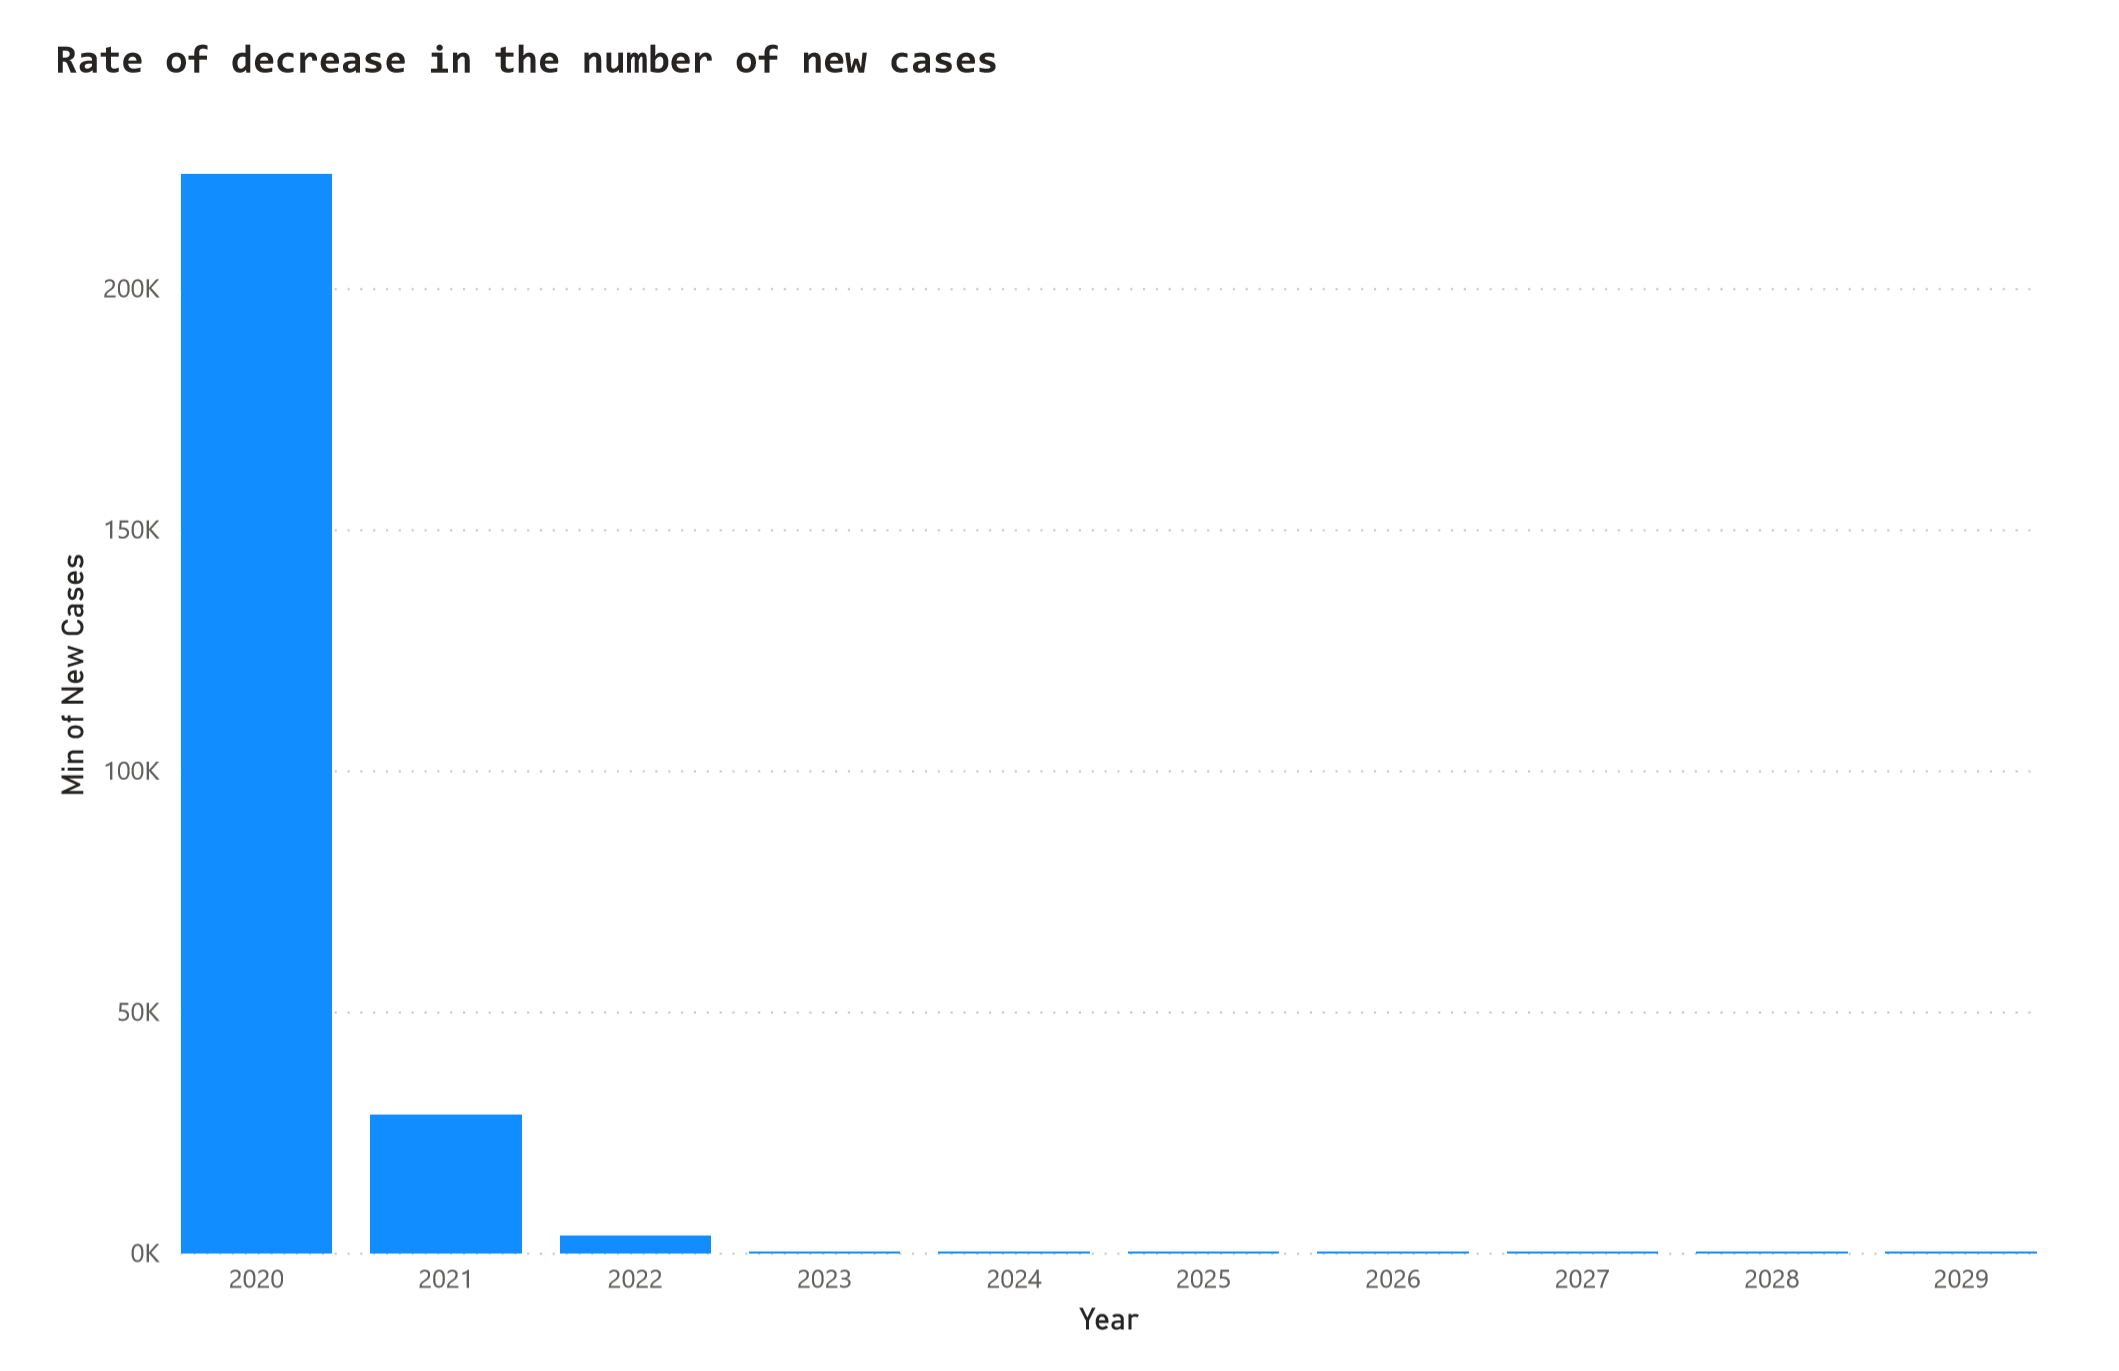 Rate of decrease in the number of new cases
200K
150K
100K
50K
0K
Min of New Cases
2020 2021 2022 2023 2024 2025 2026 2027 2028 2029
Year